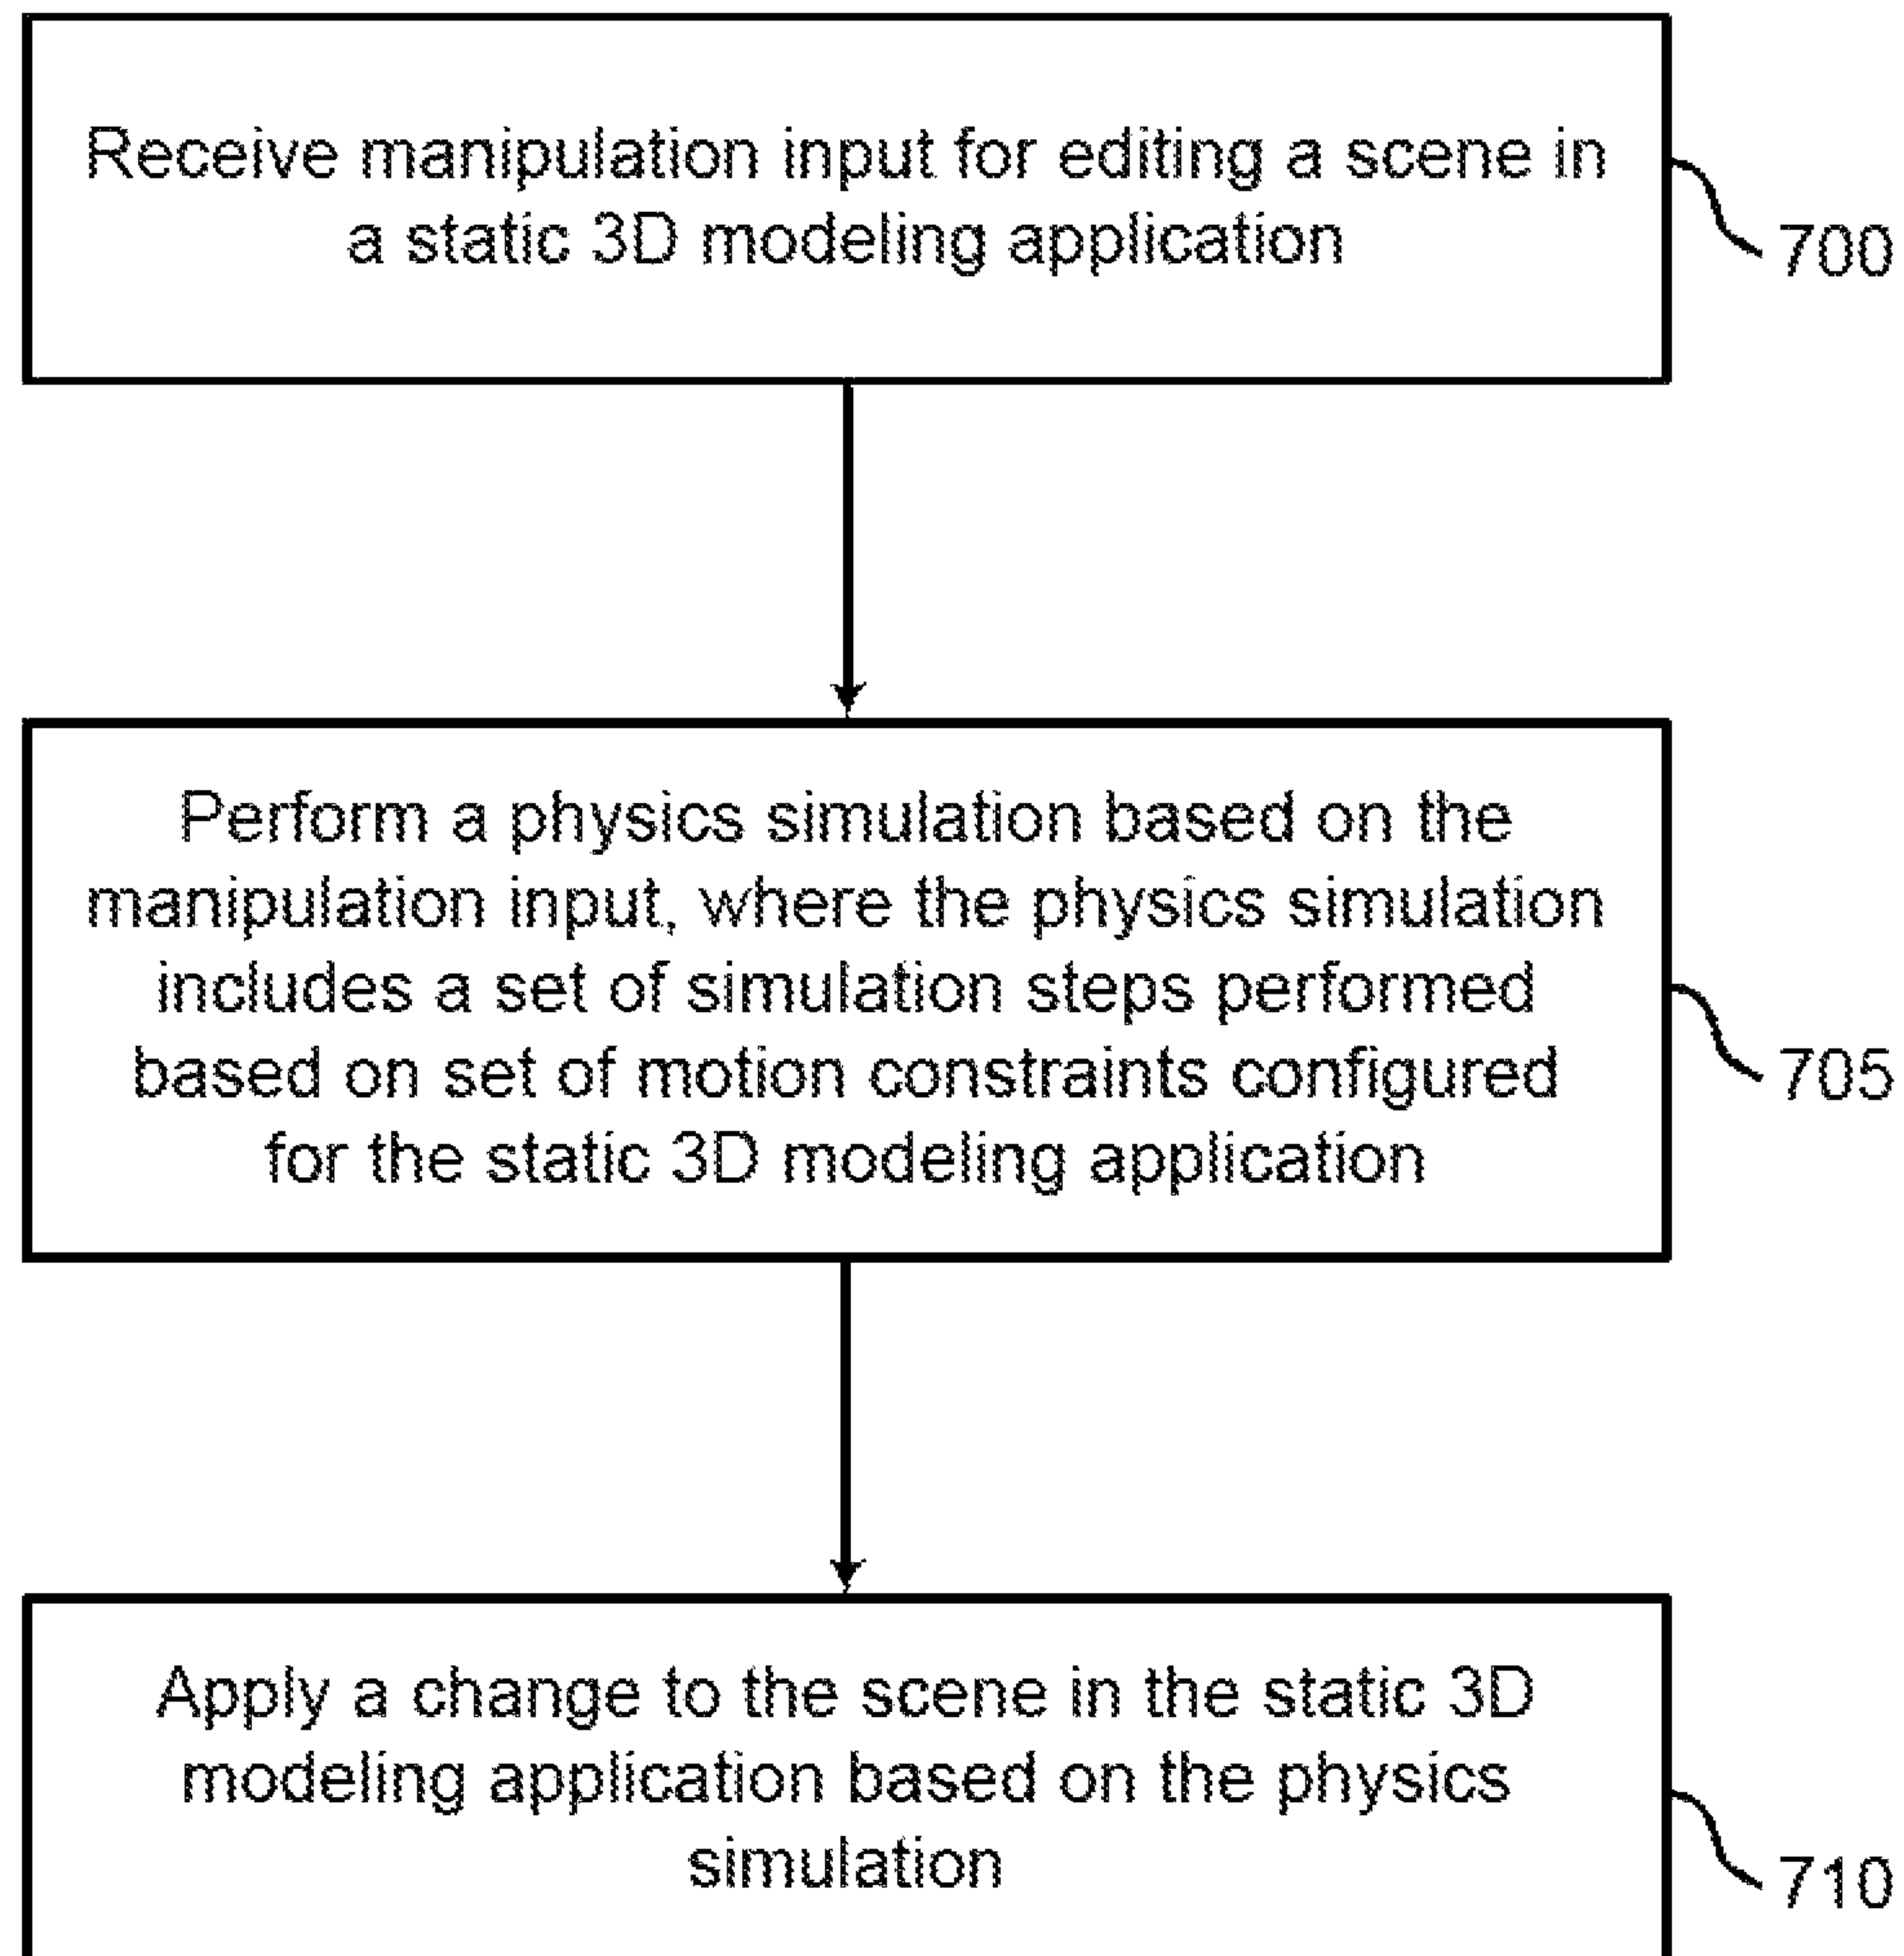 Receive manipulation input for editing a scene in
a static 3D modeling application
700
Perform a physics simulation based on the
manipulation input, where the physics simulation
includes a set of simulation steps performed
based on set of motion constraints configured
for the static 3D modeling application
705
Apply a change to the scene in the static 3D
modeling application based on the physics
simulation
710